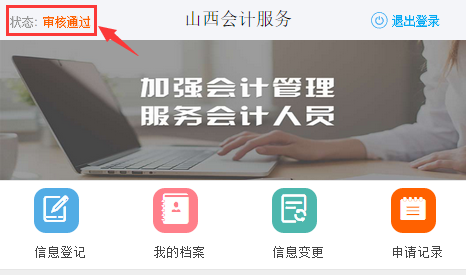 状态: 审核通过
山西会计服务
退出登录
加强会计管理
服务会计人员
信息登记
我的档案
信息变更
申请记录